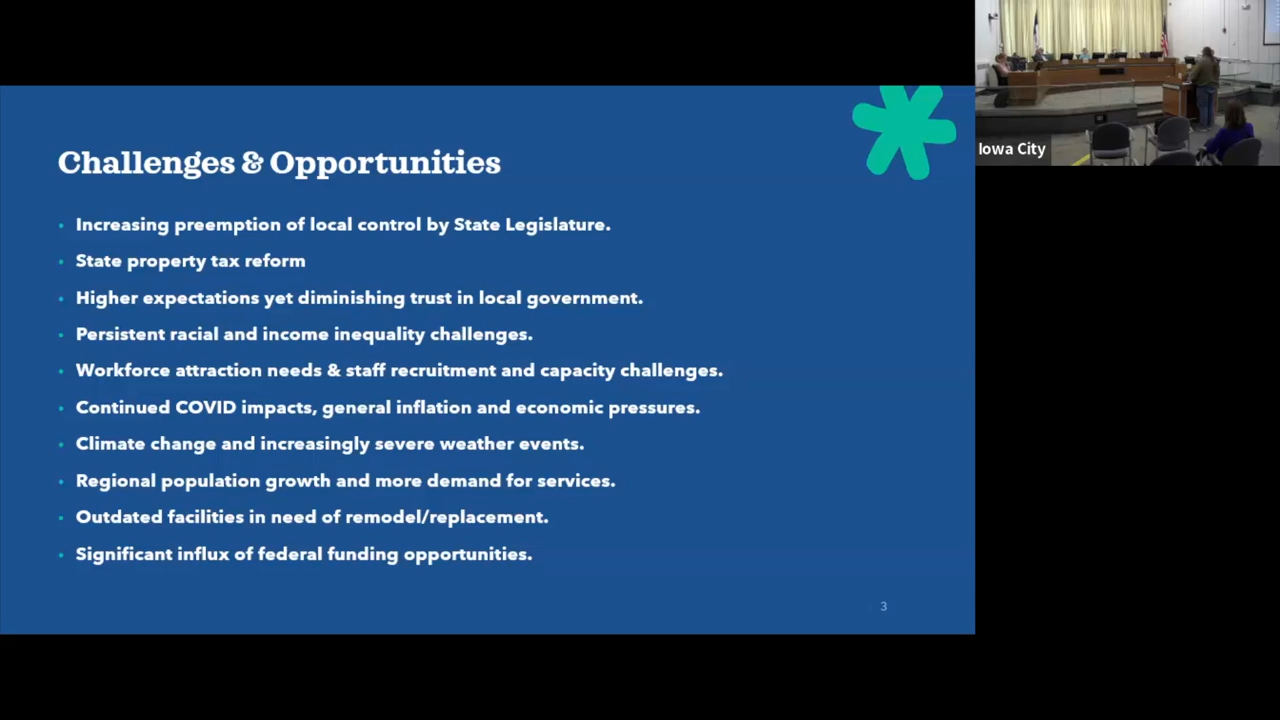 Challenges & Opportunities
• Increasing preemption of local control by State Legislature.
• State property tax reform
• Higher expectations yet diminishing trust in local government.
• Persistent racial and income inequality challenges.
• Workforce attraction needs & staff recruitment and capacity challenges.
• Continued COVID impacts, general inflation and economic pressures.
• Climate change and increasingly severe weather events.
• Regional population growth and more demand for services.
• Outdated facilities in need of remodel/replacement.
• Significant influx of federal funding opportunities.
3
Iowa City